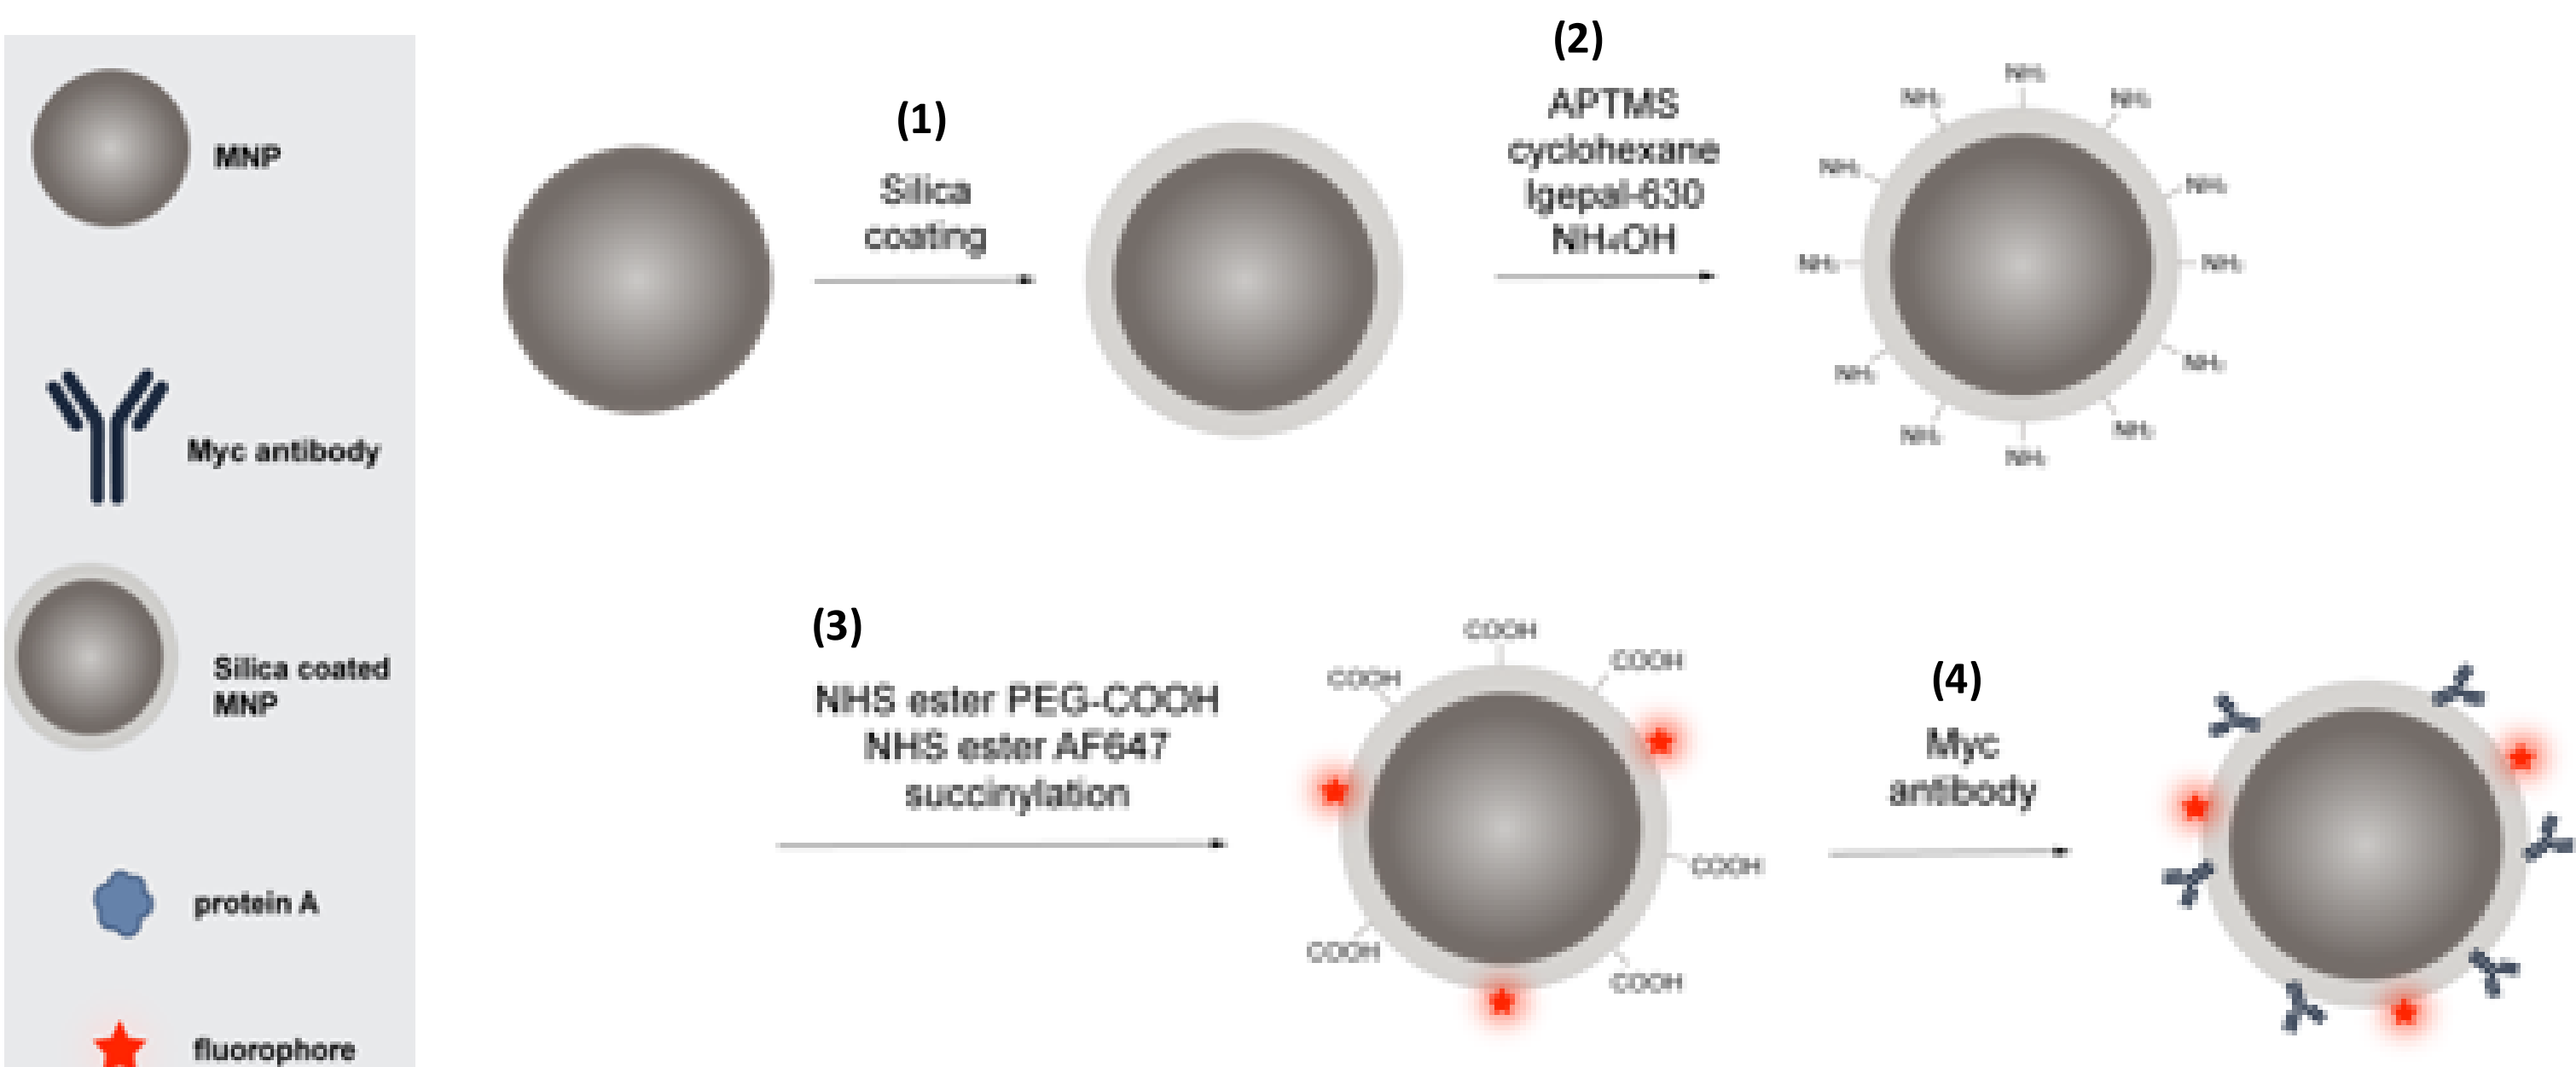 MNP
Myc antibody
Silica coated
MNP
protein A
fluorophore
(1)
Silica
coating
(2)
APTMS
cyclohexane
Igepal-630
NH₄OH
NH₂
NH₂
NH₂
NH₂
NH₂
NH₂
NH₂
NH₂
NH₂
NH₂
NH₂
NH₂
(3)
NHS ester PEG-COOH
NHS ester AF647
succinylation
COOH
COOH
COOH
COOH
COOH
COOH
(4)
Myc
antibody